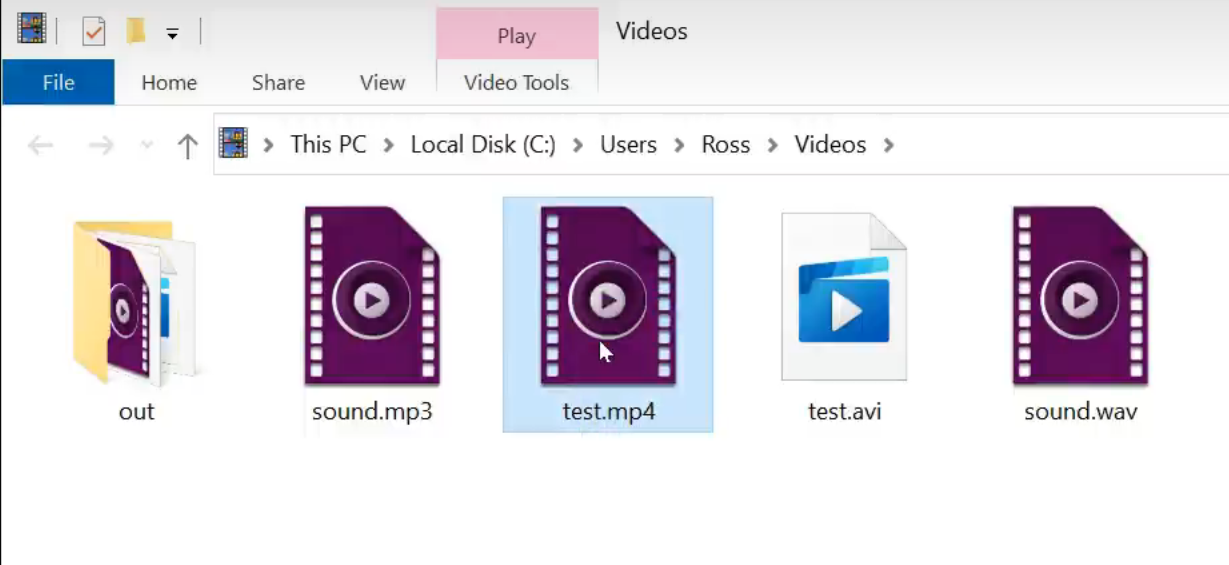 Play Videos
File Home Share View Video Tools
This PC Local Disk (C:) Users Ross Videos
out sound.mp3 test.mp4 test.avi sound.wav